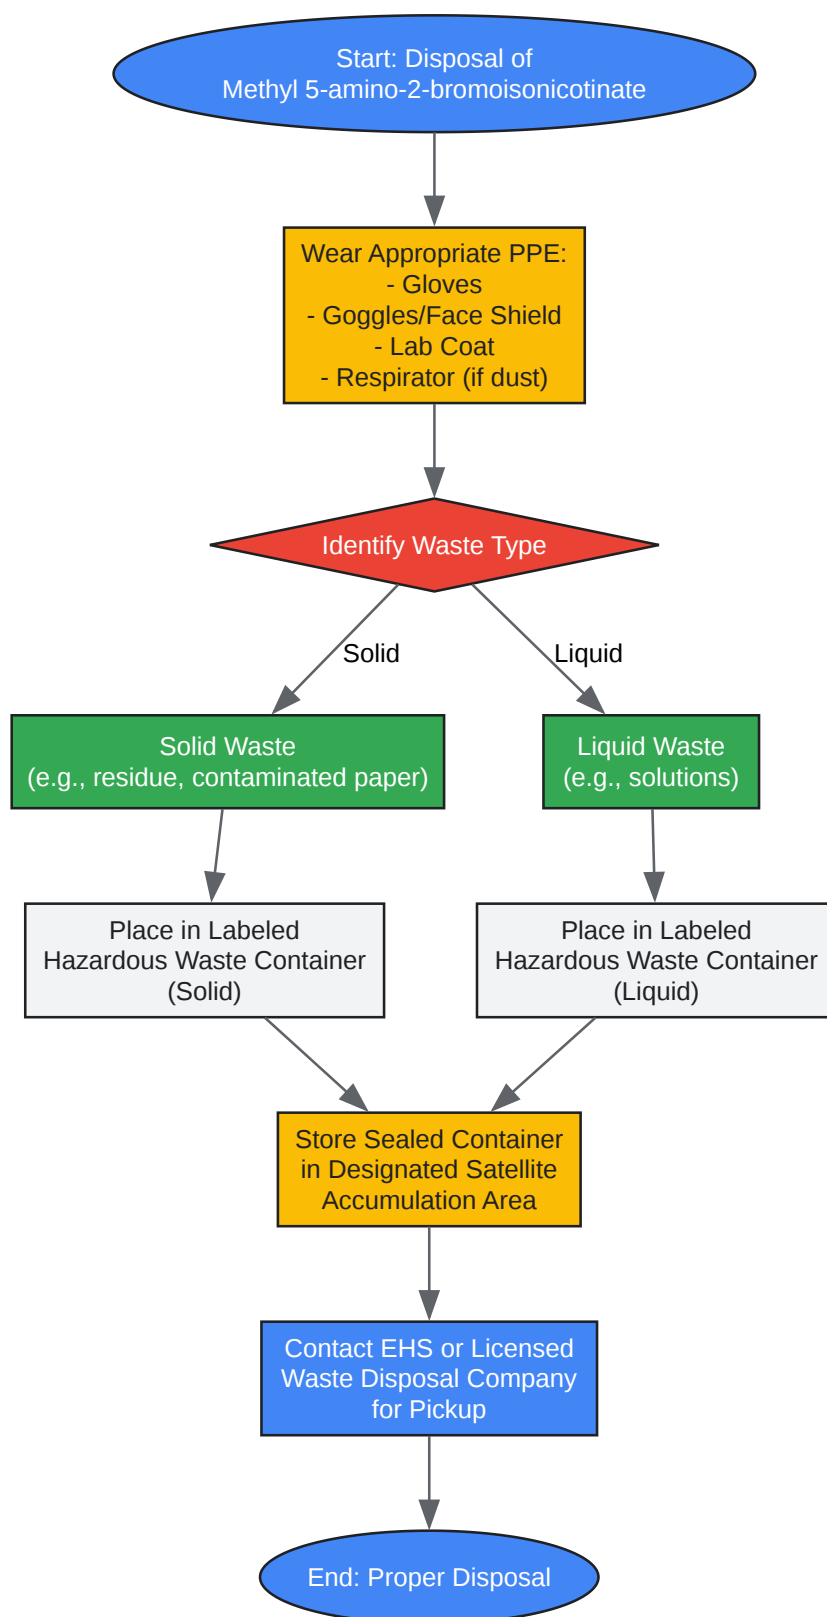 Start: Disposal of
Methyl 5-amino-2-bromoisonicotinate
Wear Appropriate PPE:
- Gloves
- Goggles/Face Shield
- Lab Coat
- Respirator (if dust)
Identify Waste Type
Solid
Liquid
Solid Waste
(e.g., residue, contaminated paper)
Liquid Waste
(e.g., solutions)
Place in Labeled
Hazardous Waste Container
(Solid)
Place in Labeled
Hazardous Waste Container
(Liquid)
Store Sealed Container
in Designated Satellite
Accumulation Area
Contact EHS or Licensed
Waste Disposal Company
for Pickup
End: Proper Disposal